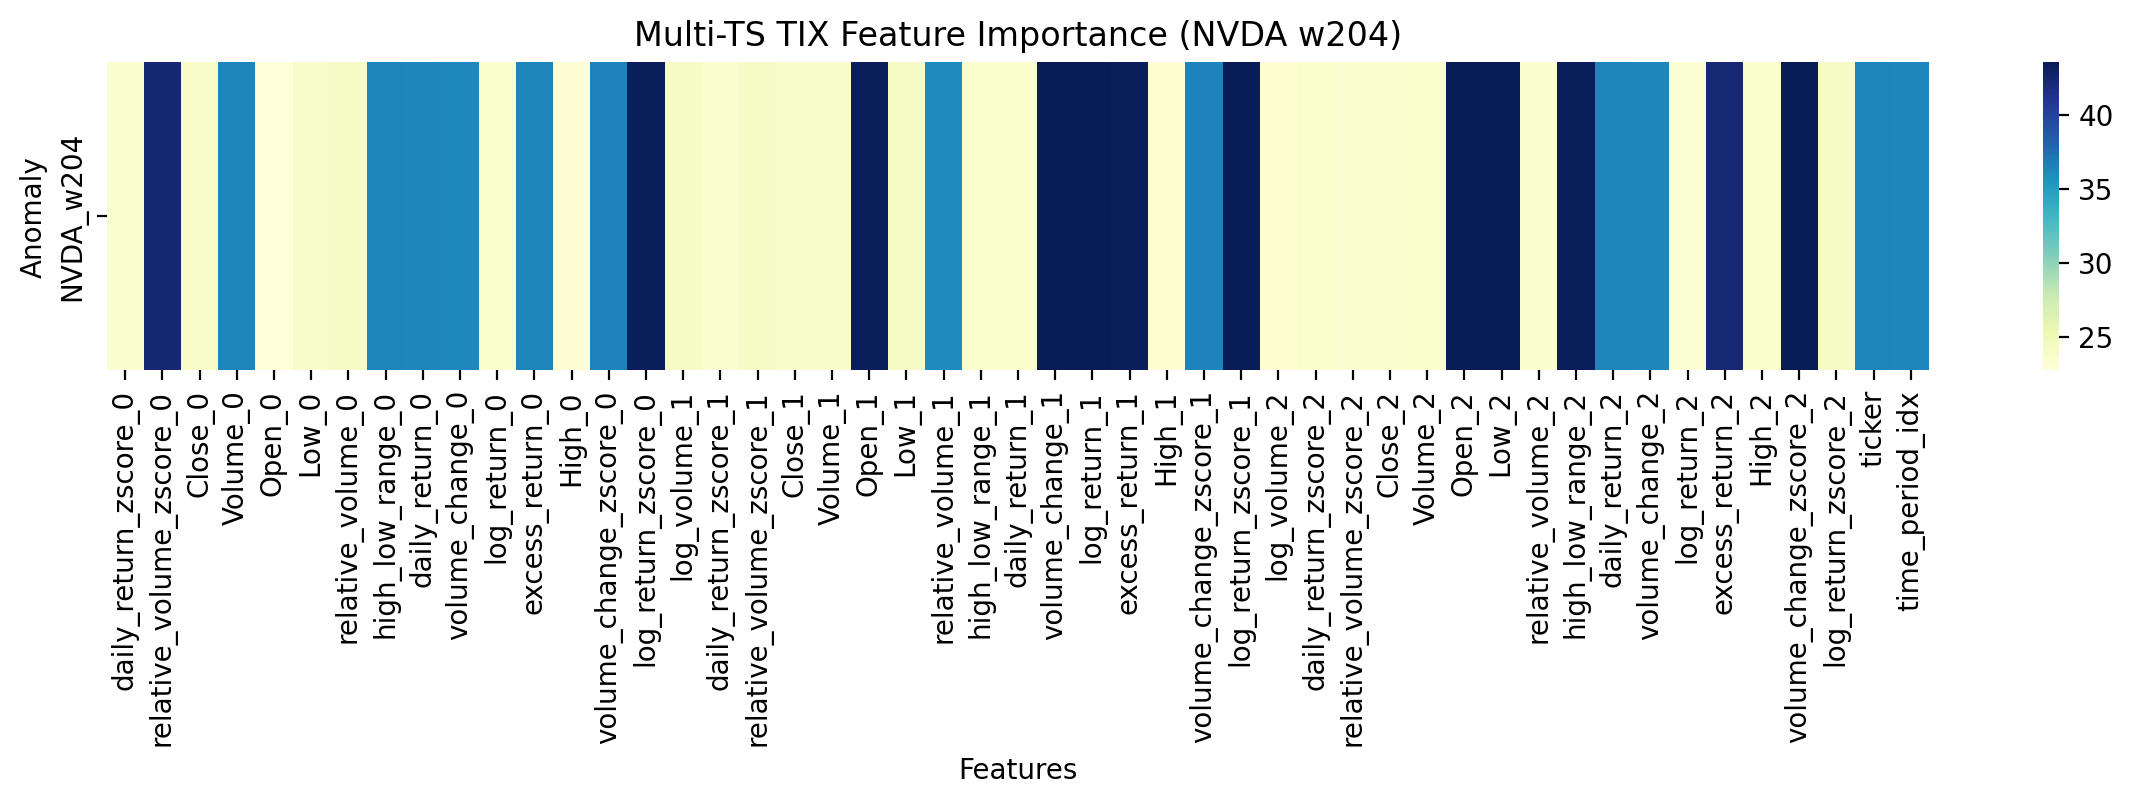 Multi-TS TIX Feature Importance (NVDA w204)
Anomaly
NVDA_w204
40
35
30
25
daily_return_zscore_0
relative_volume_zscore_0
Close_0
Volume_0
Open_0
Low_0
relative_volume_0
high_low_range_0
daily_return_0
volume_change_0
log_return_0
excess_return_0
High_0
volume_change_zscore_0
log_return_zscore_0
log_volume_1
daily_return_zscore_1
relative_volume_zscore_1
Close_1
Volume_1
Open_1
Low_1
relative_volume_1
high_low_range_1
daily_return_1
volume_change_1
log_return_1
excess_return_1
High_1
volume_change_zscore_1
log_return_zscore_1
log_volume_2
daily_return_zscore_2
relative_volume_zscore_2
Close_2
Volume_2
Open_2
Low_2
relative_volume_2
high_low_range_2
daily_return_2
volume_change_2
log_return_2
excess_return_2
High_2
volume_change_zscore_2
log_return_zscore_2
ticker
time_period_idx
Features